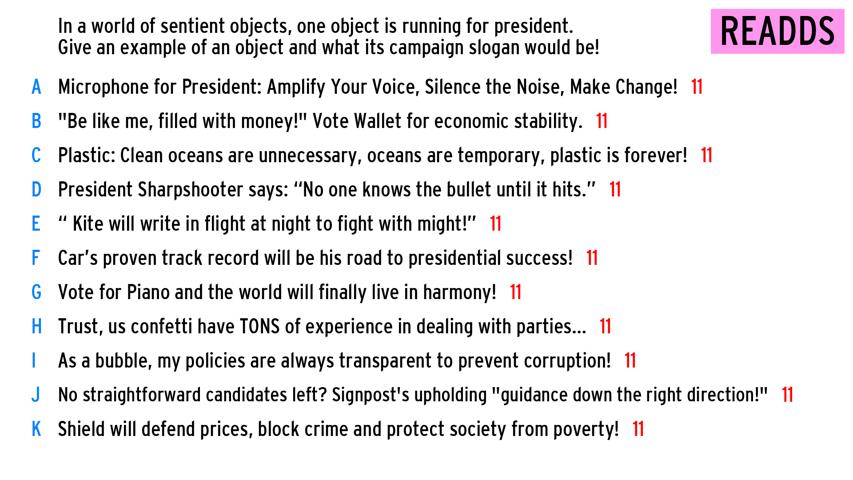 In a world of sentient objects, one object is running for president.
Give an example of an object and what its campaign slogan would be!
READDS
A Microphone for President: Amplify Your Voice, Silence the Noise, Make Change! 11
B "Be like me, filled with money!" Vote Wallet for economic stability. 11
C Plastic: Clean oceans are unnecessary, oceans are temporary, plastic is forever! 11
D President Sharpshooter says: “No one knows the bullet until it hits.” 11
E “ Kite will write in flight at night to fight with might!” 11
F Car’s proven track record will be his road to presidential success! 11
G Vote for Piano and the world will finally live in harmony! 11
H Trust, us confetti have TONS of experience in dealing with parties... 11
I As a bubble, my policies are always transparent to prevent corruption! 11
J No straightforward candidates left? Signpost's upholding "guidance down the right direction!" 11
K Shield will defend prices, block crime and protect society from poverty! 11